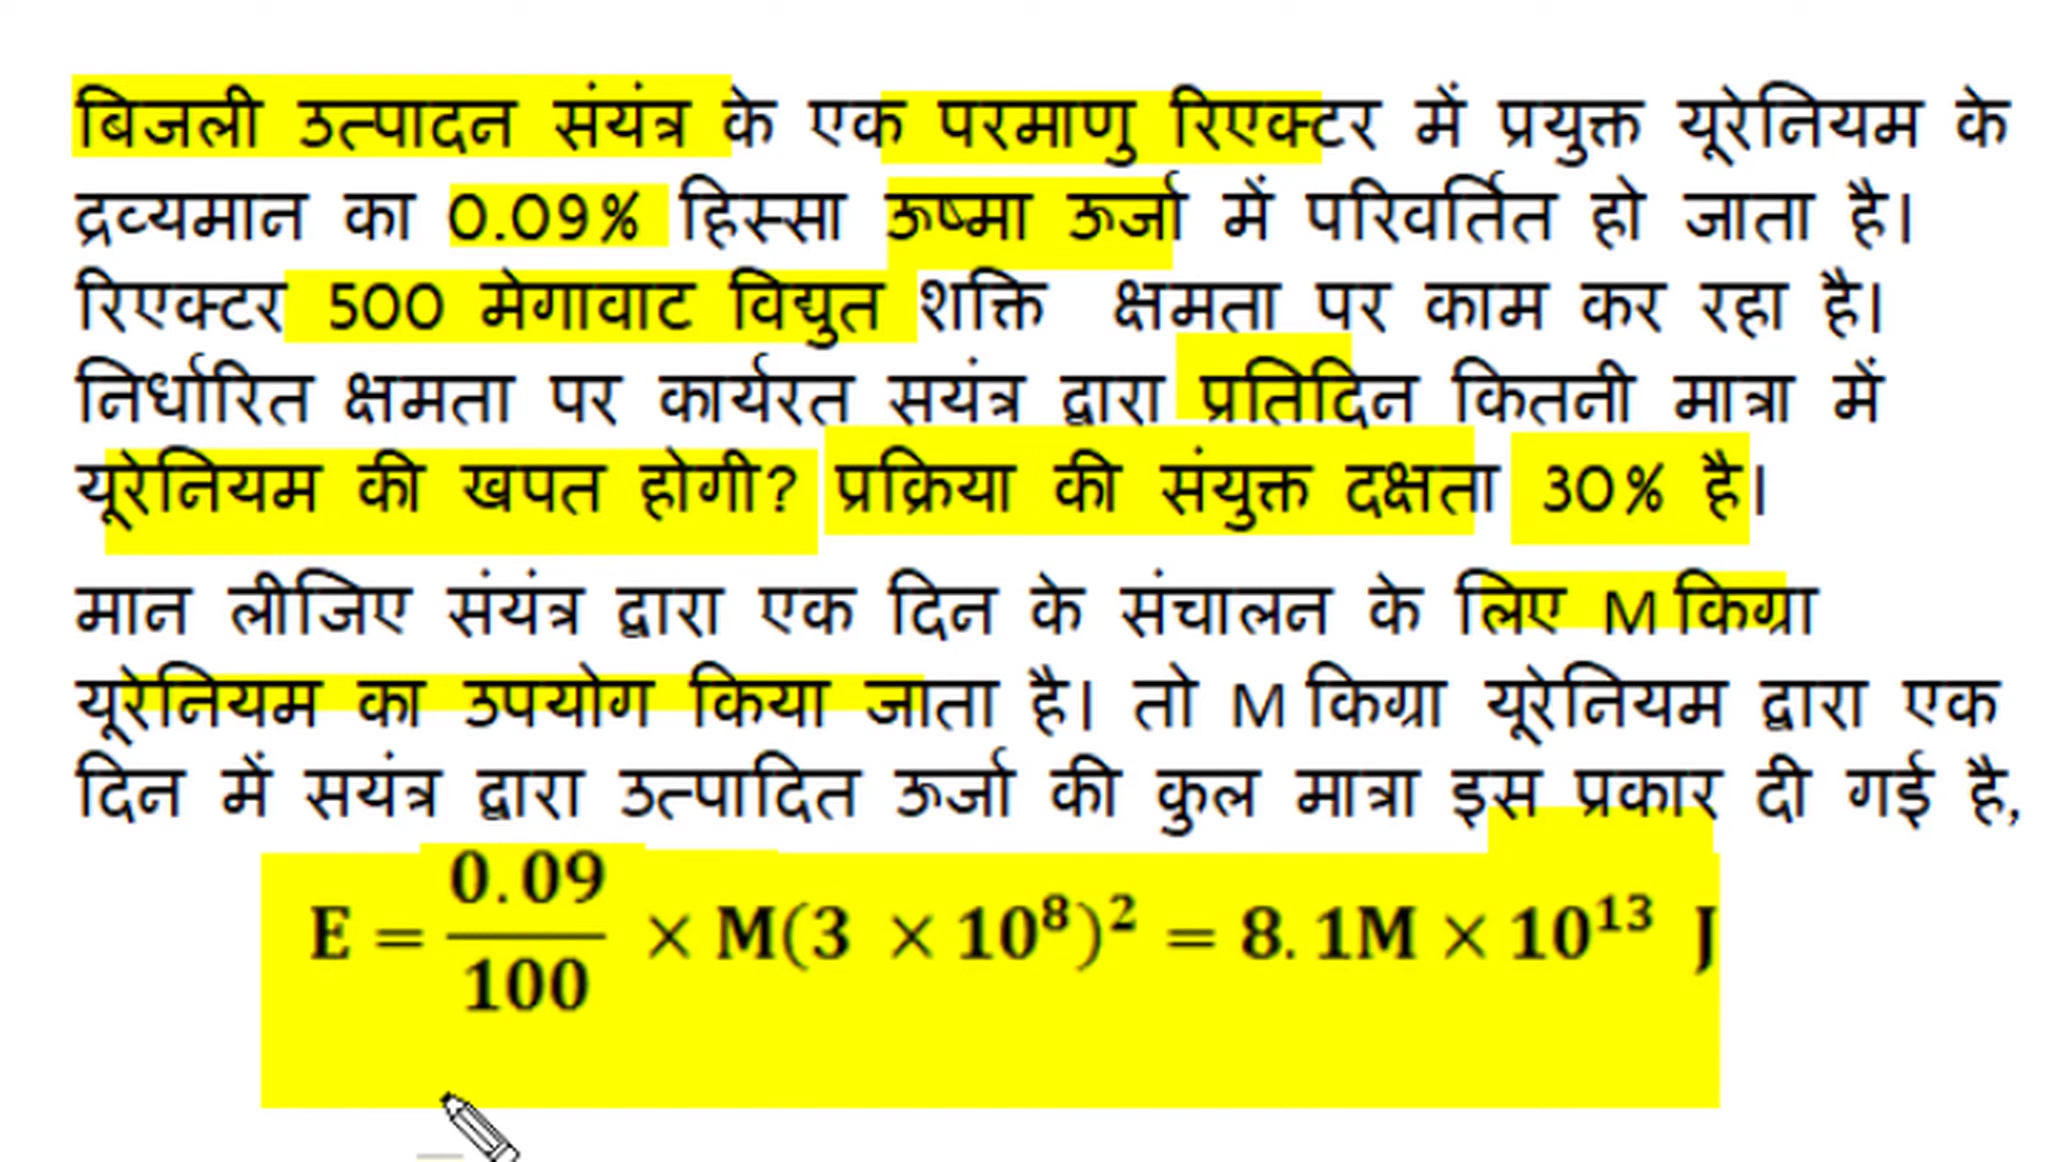 बिजली उत्पादन संयंत्र के एक परमाणु रिएक्टर में प्रयुक्त यूरेनियम के
द्रव्यमान का 0.09% हिस्सा ऊष्मा ऊर्जा में परिवर्तित हो जाता है।
रिएक्टर 500 मेगावाट विद्युत शक्ति क्षमता पर काम कर रहा है।
निर्धारित क्षमता पर कार्यरत सयंत्र द्वारा प्रतिदिन कितनी मात्रा में
यूरेनियम की खपत होगी? प्रक्रिया की संयुक्त दक्षता 30% है।
मान लीजिए संयंत्र द्वारा एक दिन के संचालन के लिए M किग्रा
यूरेनियम का उपयोग किया जाता है। तो M किग्रा यूरेनियम द्वारा एक
दिन में सयंत्र द्वारा उत्पादित ऊर्जा की कुल मात्रा इस प्रकार दी गई है,
E = 0.09/100 × M(3 × 10⁸)² = 8.1M × 10¹³ J